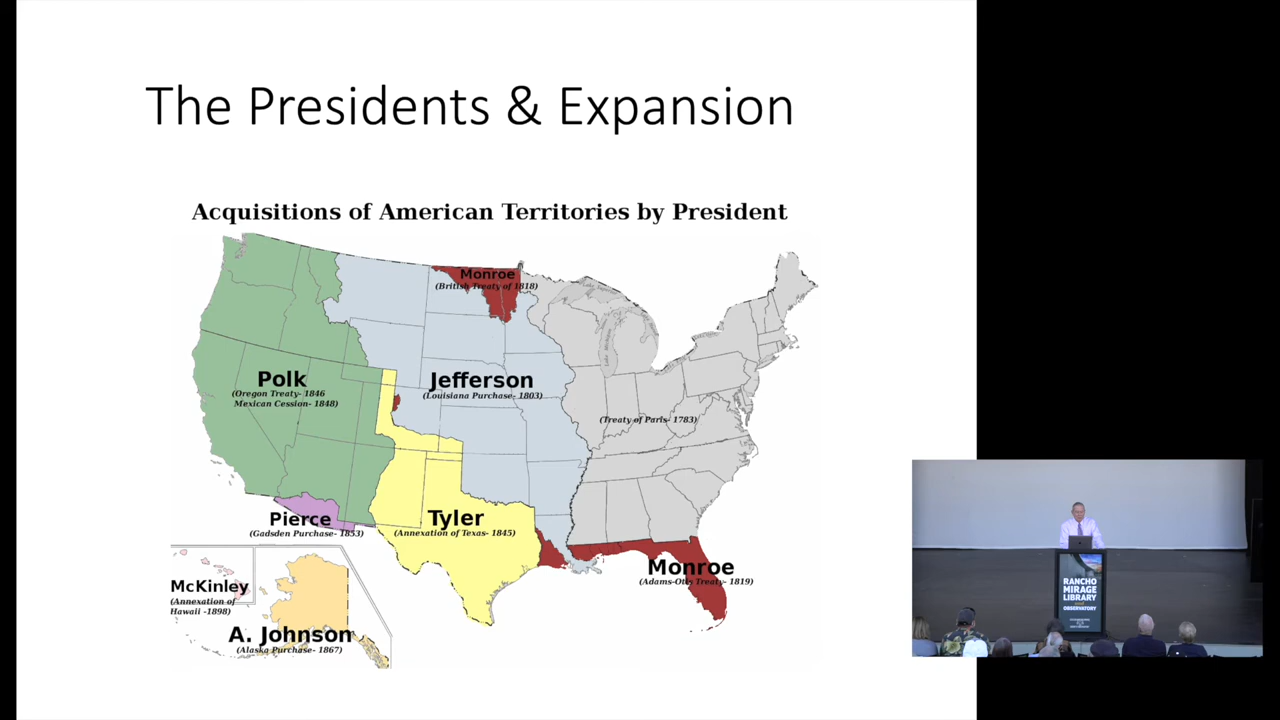 The Presidents & Expansion
Acquisitions of American Territories by President
Monroe
(British Treaty of 1818)
Polk
(Oregon Treaty- 1846
Mexican Cession- 1848)
Jefferson
(Louisiana Purchase- 1803)
(Treaty of Paris- 1783)
Pierce
(Gadsden Purchase- 1853)
Tyler
(Annexation of Texas- 1845)
Monroe
(Adams-Otis Treaty- 1819)
McKinley
(Annexation of
Hawaii -1898)
A. Johnson
(Alaska Purchase- 1867)
RANCHO
MIRAGE
LIBRARY
OBSERVATORY